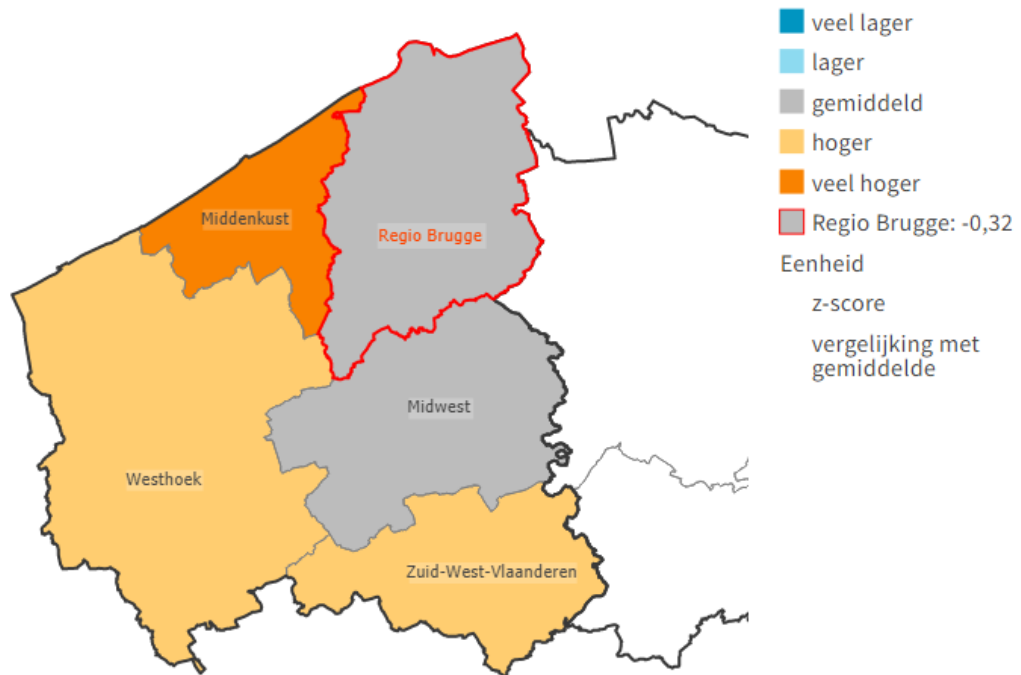 veel lager
lager
gemiddeld
hoger
veel hoger
Regio Brugge: -0,32
Eenheid
z-score
vergelijking met
gemiddelde
Middenkust
Regio Brugge
Midwest
Westhoek
Zuid-West-Vlaanderen